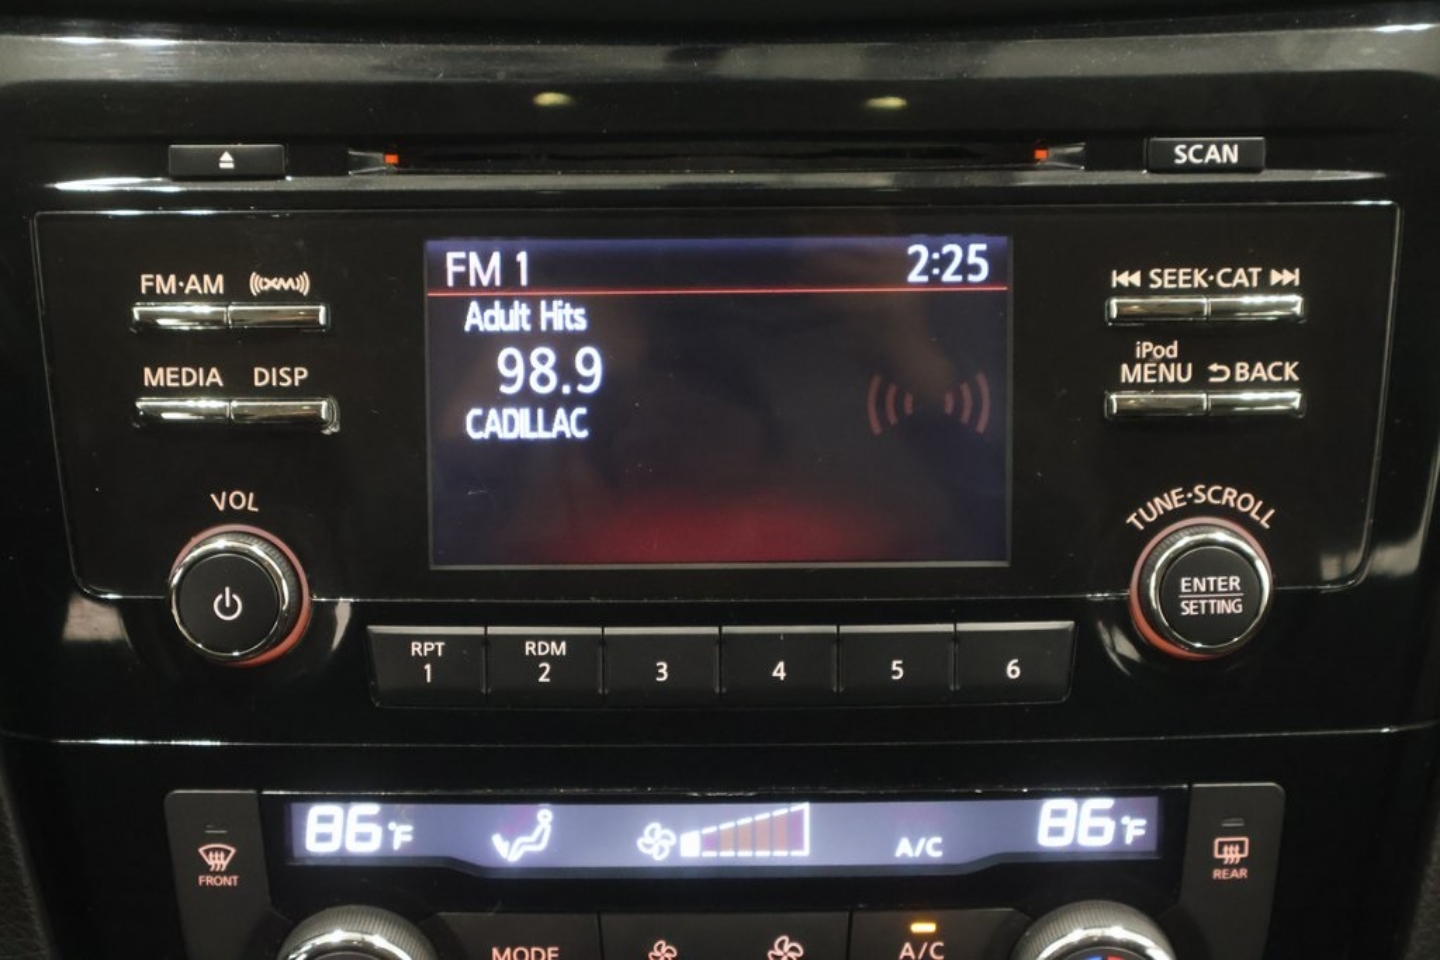 SCAN
FM 1 2:25
FM·AM ((XM)) SEEK·CAT
Adult Hits
98.9
iPod
MEDIA DISP MENU BACK
CADILLAC
VOL TUNE·SCROLL
ENTER
SETTING
RPT RDM
1 2 3 4 5 6
86°F A/C 86°F
FRONT REAR
MODE A/C